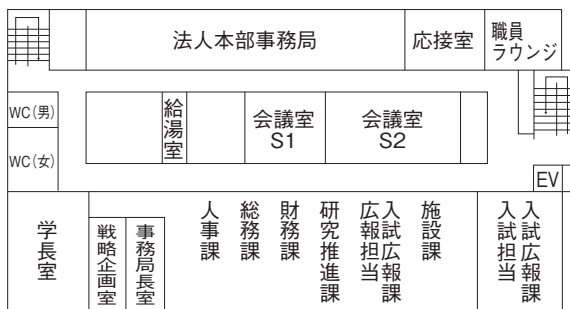 法人本部事務局
応接室
職員
ラウンジ
WC(男)
WC(女)
給湯室
会議室
S1
会議室
S2
EV
学長室
戦略企画室
事務局長室
人事課
総務課
財務課
研究推進課
入試広報課
広報担当
施設課
入試広報課
入試担当